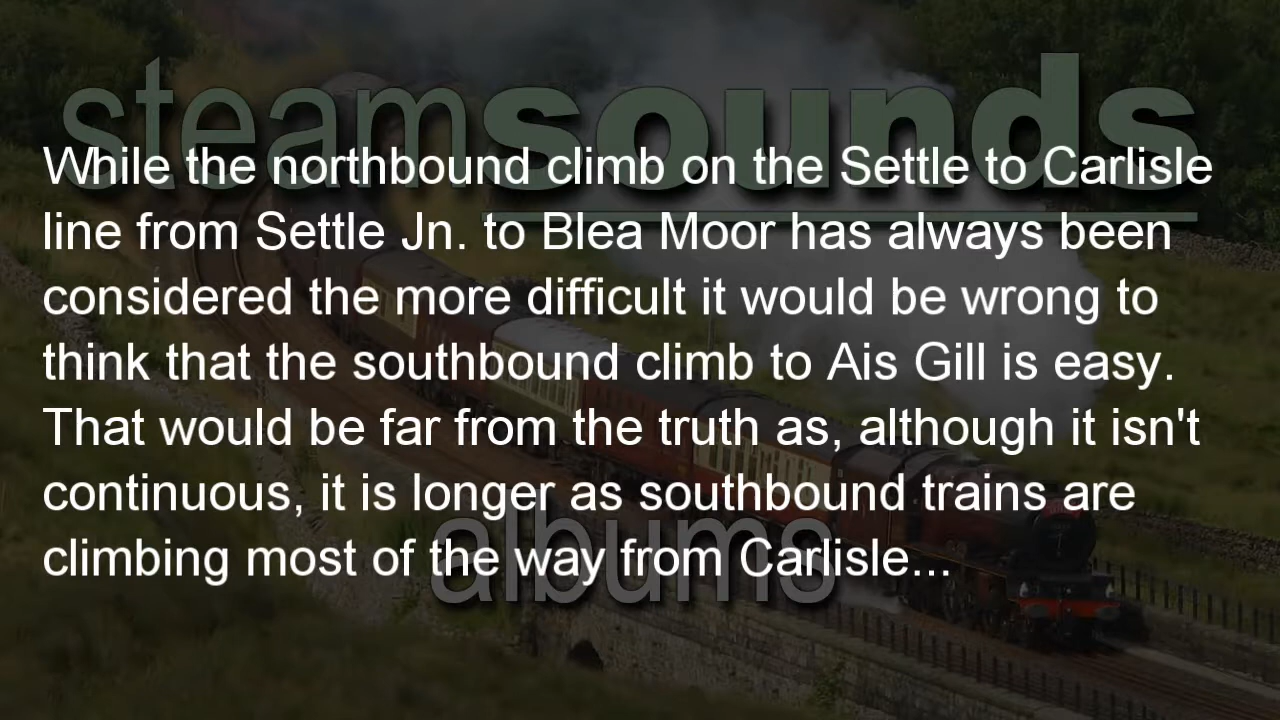 steamsounds
While the northbound climb on the Settle to Carlisle
line from Settle Jn. to Blea Moor has always been
considered the more difficult it would be wrong to
think that the southbound climb to Ais Gill is easy.
That would be far from the truth as, although it isn't
continuous, it is longer as southbound trains are
climbing most of the way from Carlisle...
albums